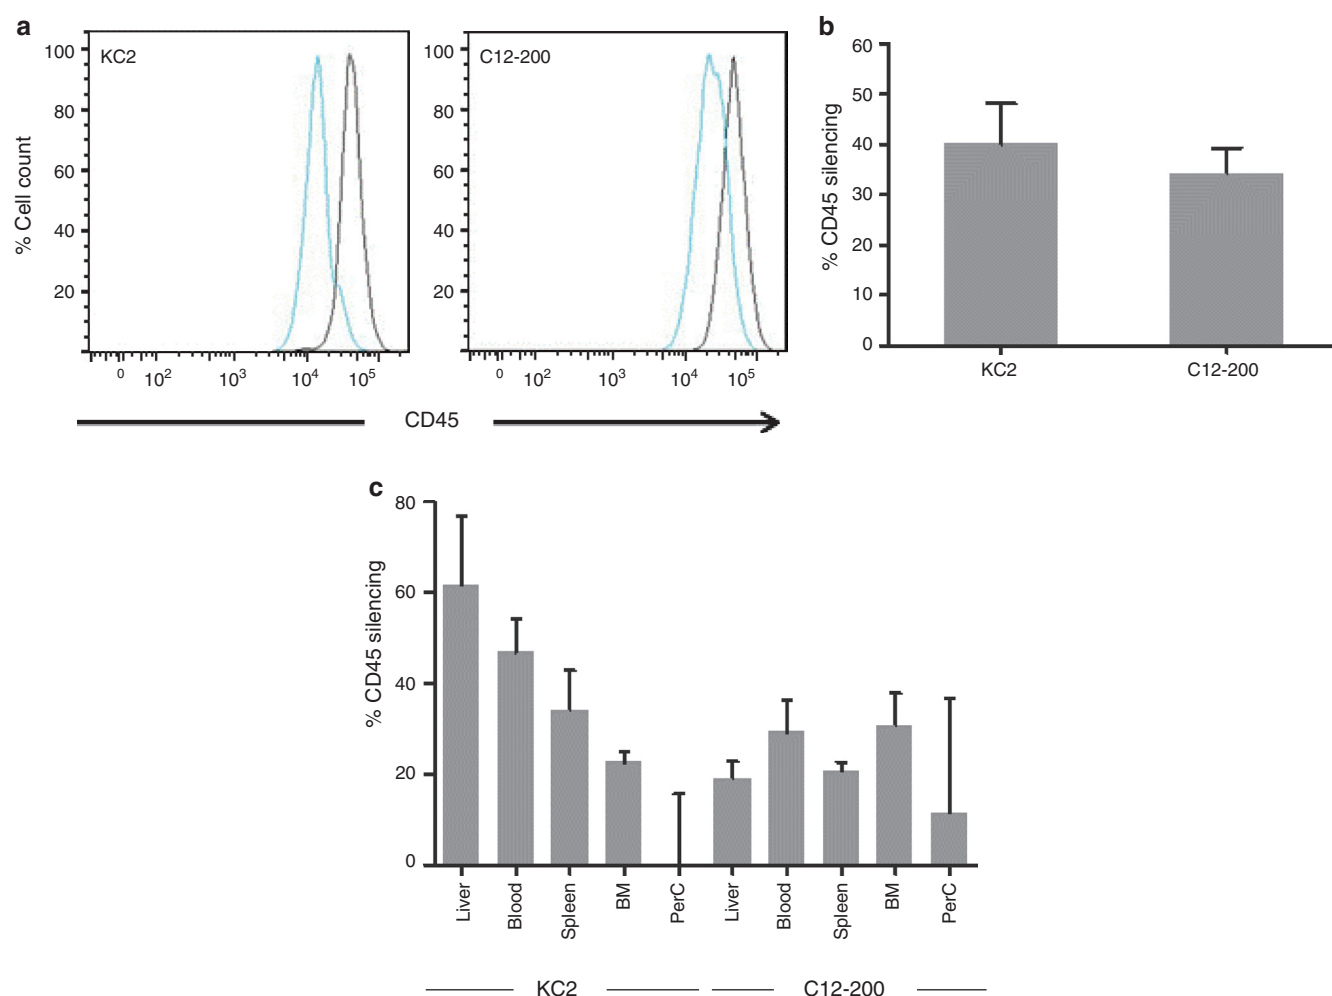 a
KC2
C12-200
% Cell count
100
80
60
40
20
100
80
60
40
20
0 10² 10³ 10⁴ 10⁵
0 10² 10³ 10⁴ 10⁵
CD45
b
% CD45 silencing
60
50
40
30
20
10
0
KC2 C12-200
c
% CD45 silencing
80
60
40
20
0
Liver Blood Spleen BM PerC Liver Blood Spleen BM PerC
KC2 C12-200